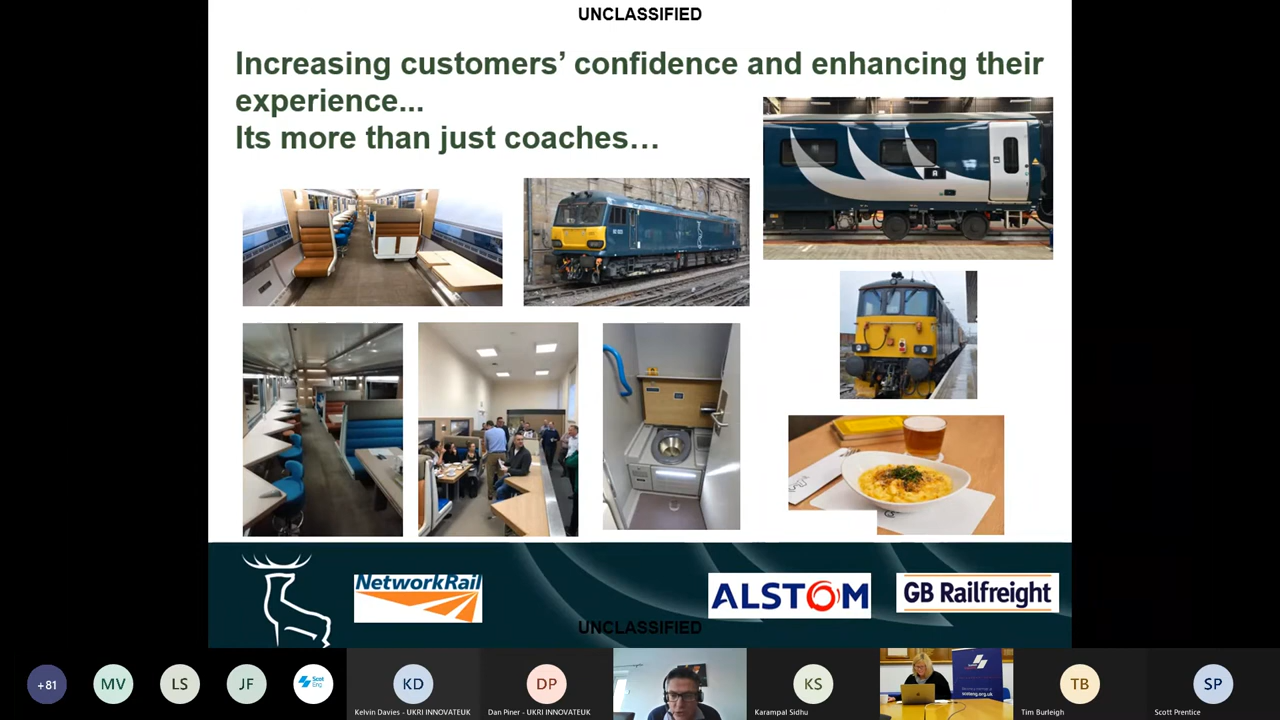 UNCLASSIFIED
Increasing customers’ confidence and enhancing their
experience...
Its more than just coaches…
NetworkRail
ALSTOM
GB Railfreight
UNCLASSIFIED
+81
MV
LS
JF
Scot
Eng
KD
Kelvin Davies - UKRI INNOVATEUK
DP
Dan Piner - UKRI INNOVATEUK
KS
Karampal Sidhu
TB
Tim Burleigh
SP
Scott Prentice